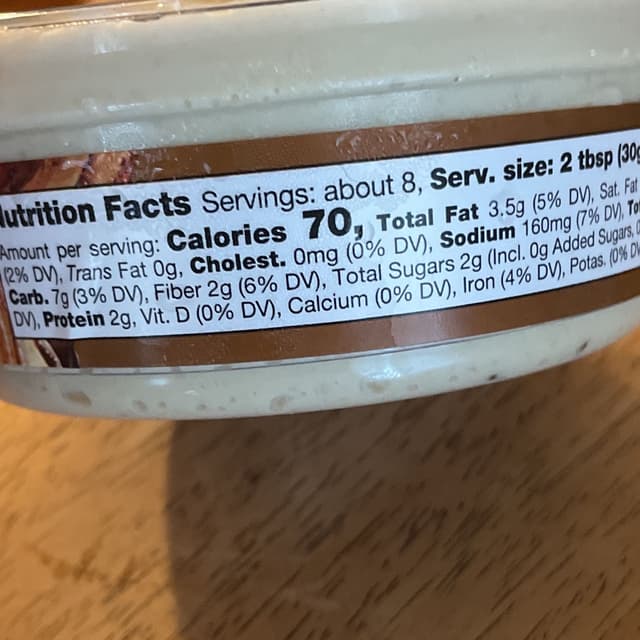 Nutrition Facts Servings: about 8, Serv. size: 2 tbsp (30g
Amount per serving: Calories 70, Total Fat 3.5g (5% DV), Sat. Fat
(2% DV), Trans Fat 0g, Cholest. 0mg (0% DV), Sodium 160mg (7% DV), Tot
Carb. 7g (3% DV), Fiber 2g (6% DV), Total Sugars 2g (Incl. 0g Added Sugars,
DV), Protein 2g, Vit. D (0% DV), Calcium (0% DV), Iron (4% DV), Potas. (0% DV